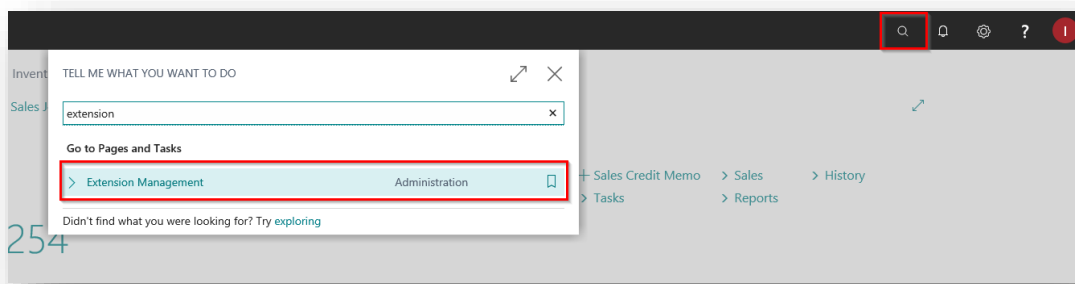 ?
I
Invent
TELL ME WHAT YOU WANT TO DO
Sales J
extension
Go to Pages and Tasks
Extension Management Administration
+ Sales Credit Memo > Sales > History
> Tasks > Reports
Didn't find what you were looking for? Try exploring
254